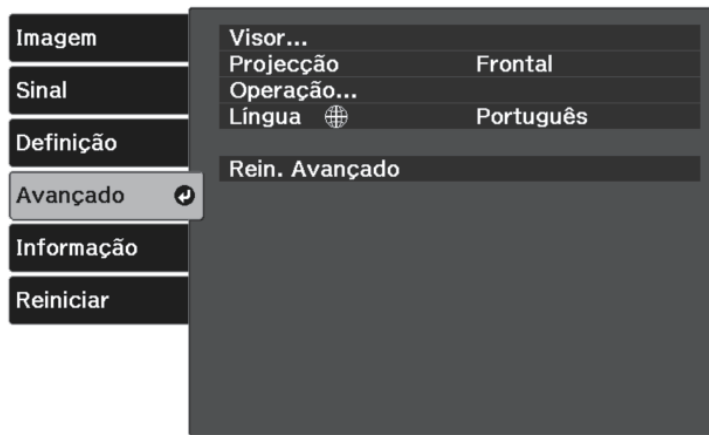 Imagem
Sinal
Definição
Avançado
Informação
Reiniciar
Visor...
Projecção Frontal
Operação...
Língua Português
Rein. Avançado